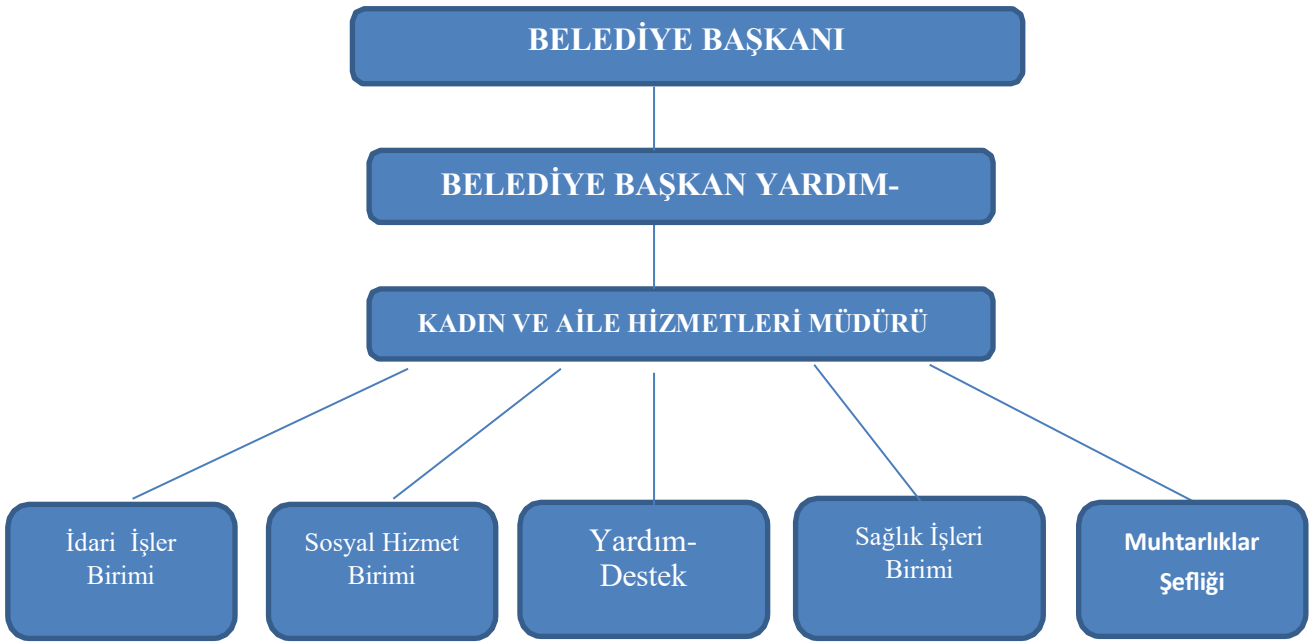 BELEDİYE BAŞKANI
BELEDİYE BAŞKAN YARDIM-
KADIN VE AİLE HİZMETLERİ MÜDÜRÜ
İdari İşler
Birimi
Sosyal Hizmet
Birimi
Yardım-
Destek
Sağlık İşleri
Birimi
Muhtarlıklar
Şefliği